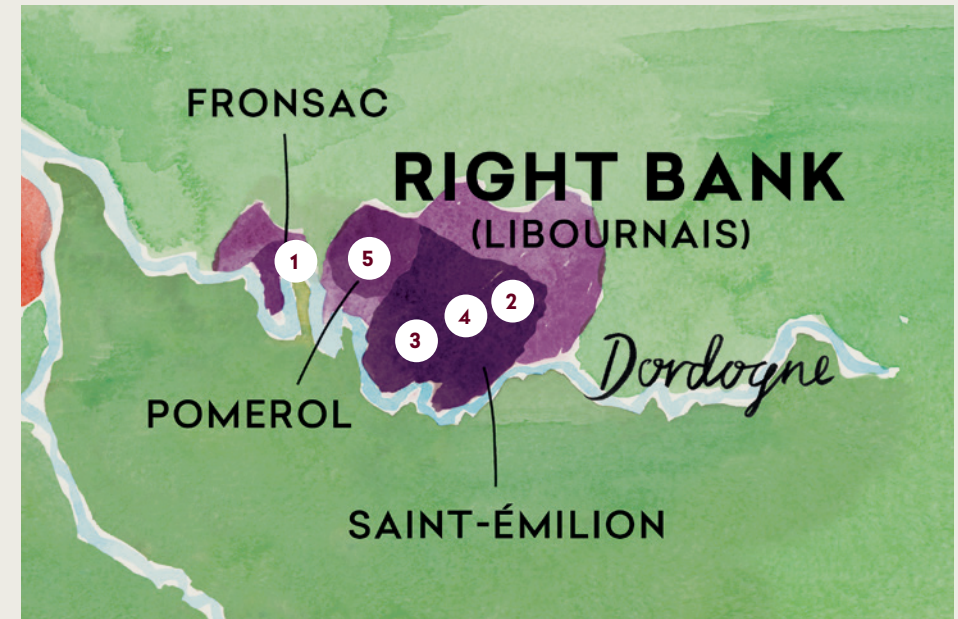 FRONSAC
RIGHT BANK
(LIBOURNAIS)
1
5
2
4
3
Dordogne
POMEROL
SAINT-ÉMILION